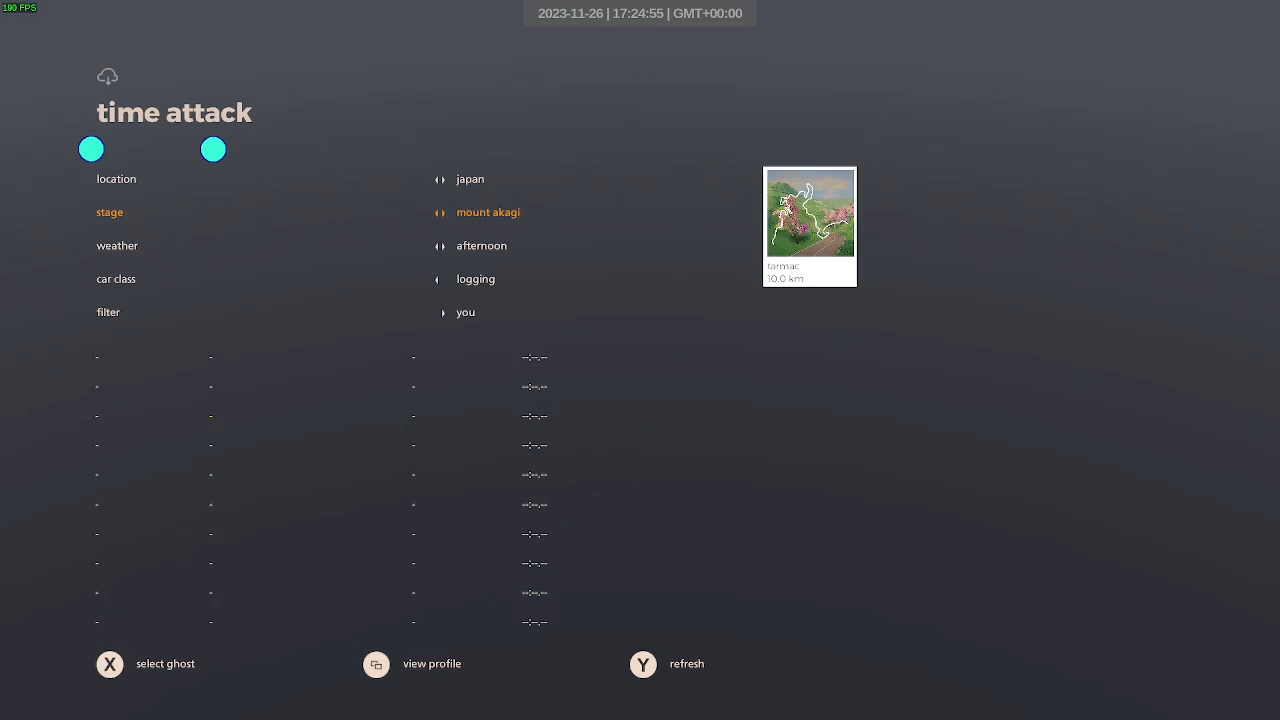 190 FPS
2023-11-26 | 17:24:55 | GMT+00:00
time attack
location japan
stage mount akagi
weather afternoon
car class logging
filter you
tarmac
10.0 km
- - - --:--.--
- - - --:--.--
- - - --:--.--
- - - --:--.--
- - - --:--.--
- - - --:--.--
- - - --:--.--
- - - --:--.--
- - - --:--.--
- - - --:--.--
X select ghost view profile Y refresh